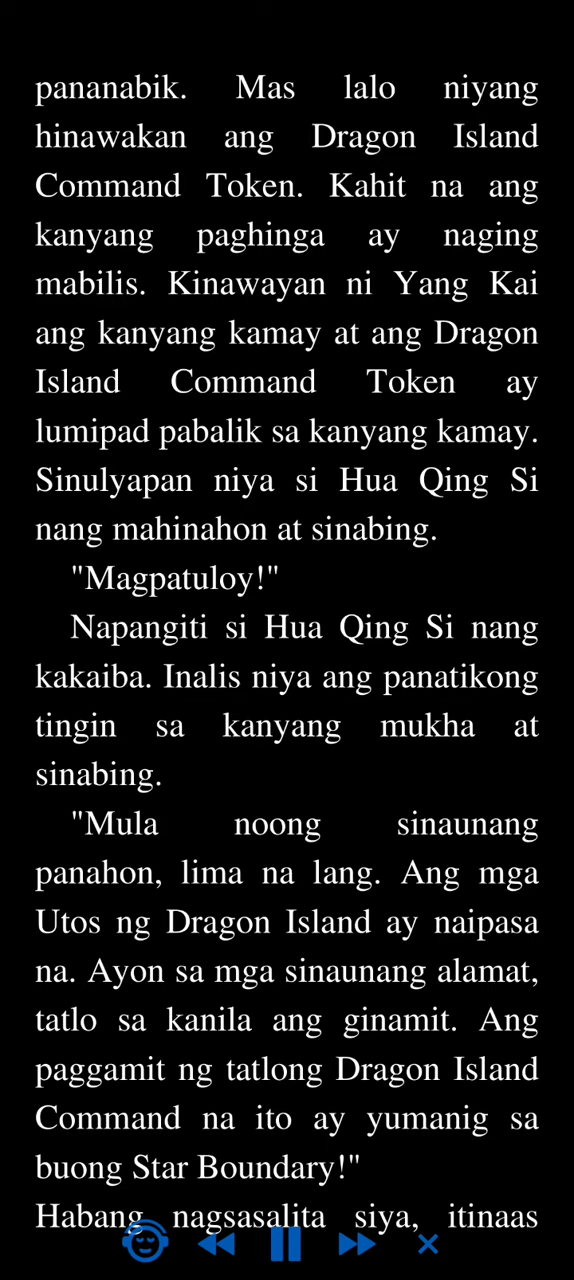 pananabik. Mas lalo niyang
hinawakan ang Dragon Island
Command Token. Kahit na ang
kanyang paghinga ay naging
mabilis. Kinawayan ni Yang Kai
ang kanyang kamay at ang Dragon
Island Command Token ay
lumipad pabalik sa kanyang kamay.
Sinulyapan niya si Hua Qing Si
nang mahinahon at sinabing.
"Magpatuloy!"
Napangiti si Hua Qing Si nang
kakaiba. Inalis niya ang panatikong
tingin sa kanyang mukha at
sinabing.
"Mula noong sinaunang
panahon, lima na lang. Ang mga
Utos ng Dragon Island ay naipasa
na. Ayon sa mga sinaunang alamat,
tatlo sa kanila ang ginamit. Ang
paggamit ng tatlong Dragon Island
Command na ito ay yumanig sa
buong Star Boundary!"
Habang nagsasalita siya, itinaas